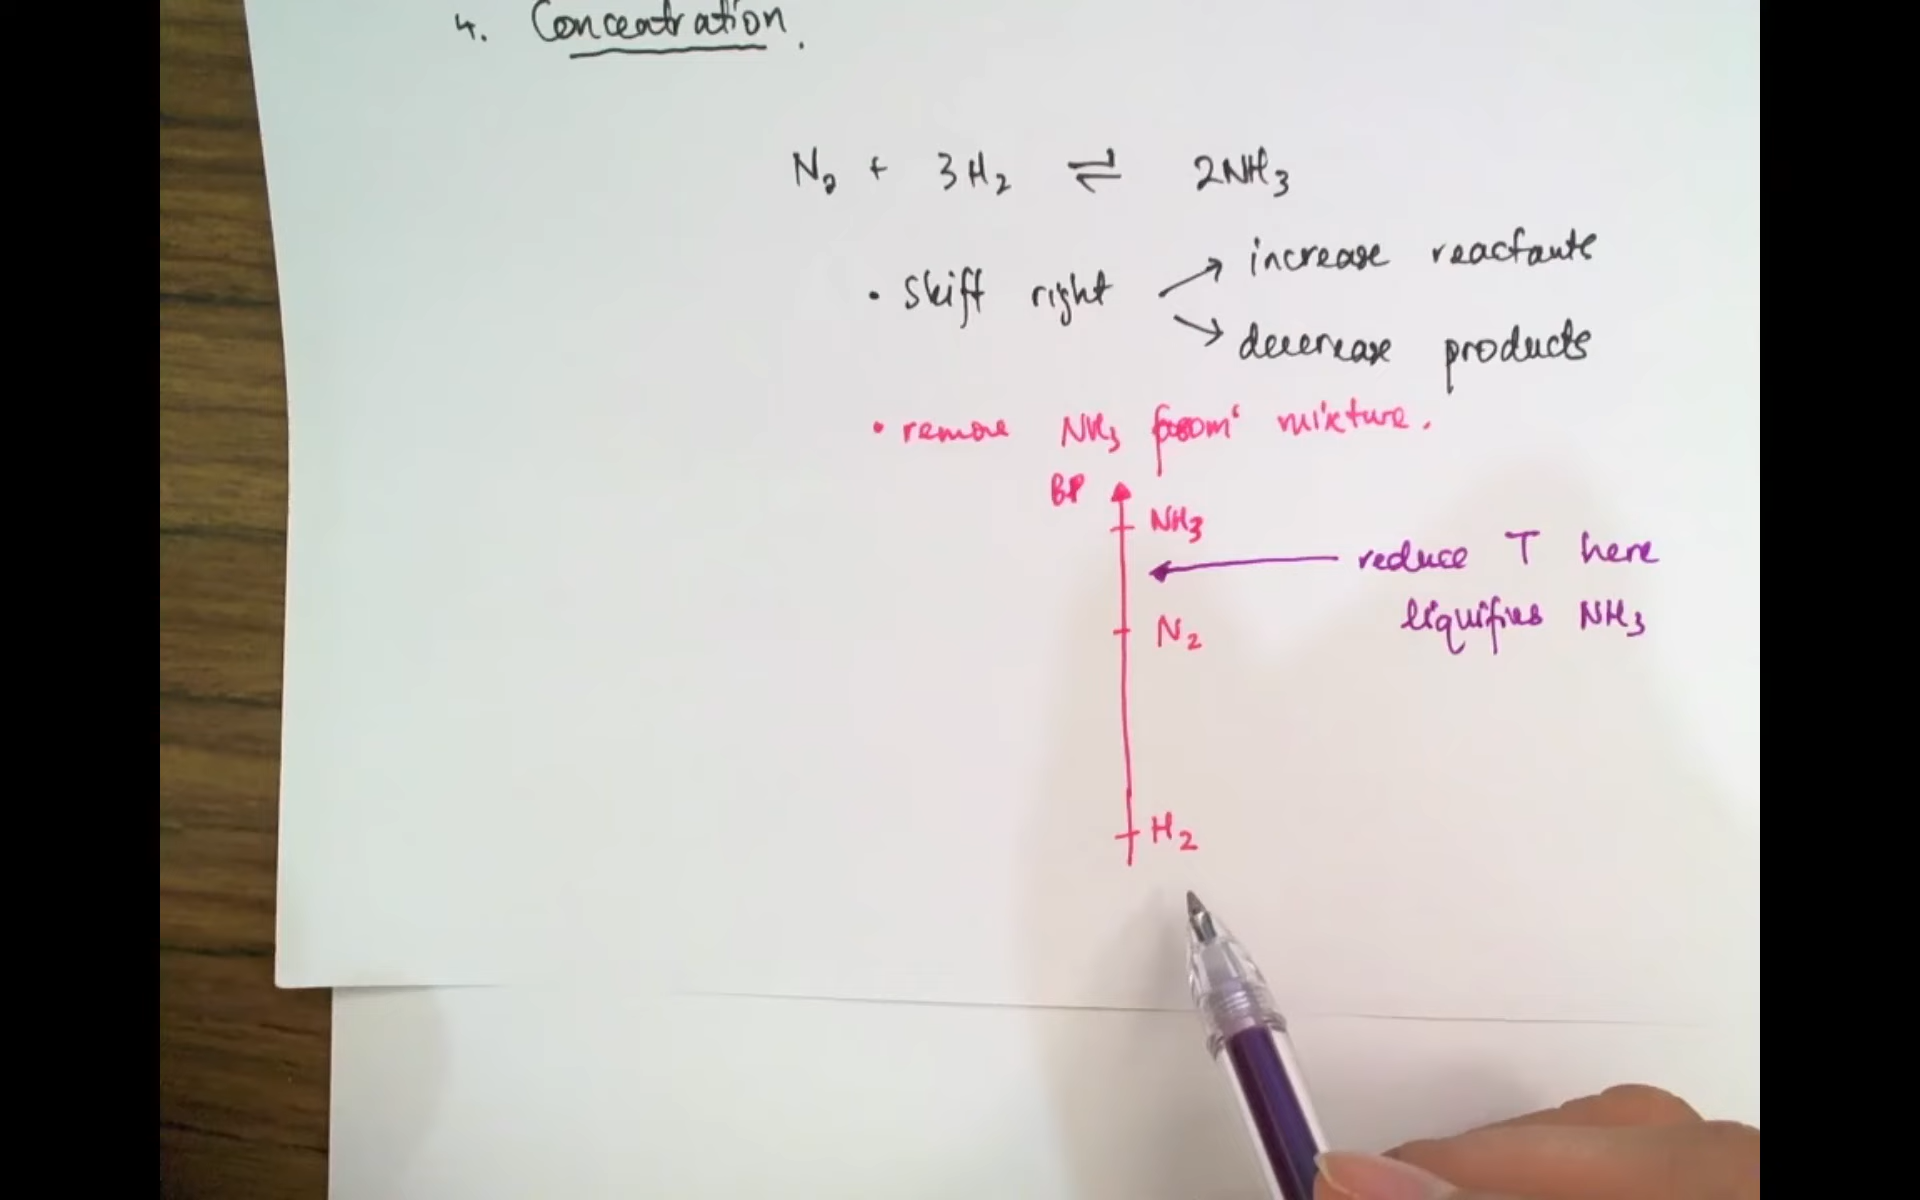 4. Concentration.
N₂ + 3H₂ ⇌ 2NH₃
• shift right → increase reactants
→ decrease products
• remove NH₃ from mixture.
BP
NH₃
reduce T here
liquifies NH₃
N₂
H₂